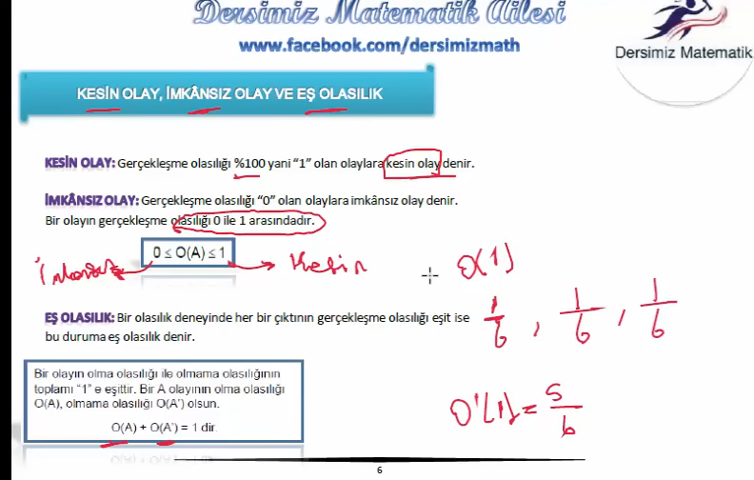 Dersimiz Matematik Ailesi
www.facebook.com/dersimizmath
Dersimiz Matematik
KESİN OLAY, İMKÂNSIZ OLAY VE EŞ OLASILIK
KESİN OLAY: Gerçekleşme olasılığı %100 yani "1" olan olaylara kesin olay denir.
İMKÂNSIZ OLAY: Gerçekleşme olasılığı "0" olan olaylara imkânsız olay denir.
Bir olayın gerçekleşme olasılığı 0 ile 1 arasındadır.
0 ≤ O(A) ≤ 1
İmkansız
Kesin
O(1)
1/6, 1/6, 1/6
EŞ OLASILIK: Bir olasılık deneyinde her bir çıktının gerçekleşme olasılığı eşit ise
bu duruma eş olasılık denir.
Bir olayın olma olasılığı ile olmama olasılığının
toplamı "1" e eşittir. Bir A olayının olma olasılığı
O(A), olmama olasılığı O(A') olsun.
O(A) + O(A') = 1 dir.
O'(1) = 5/6
6